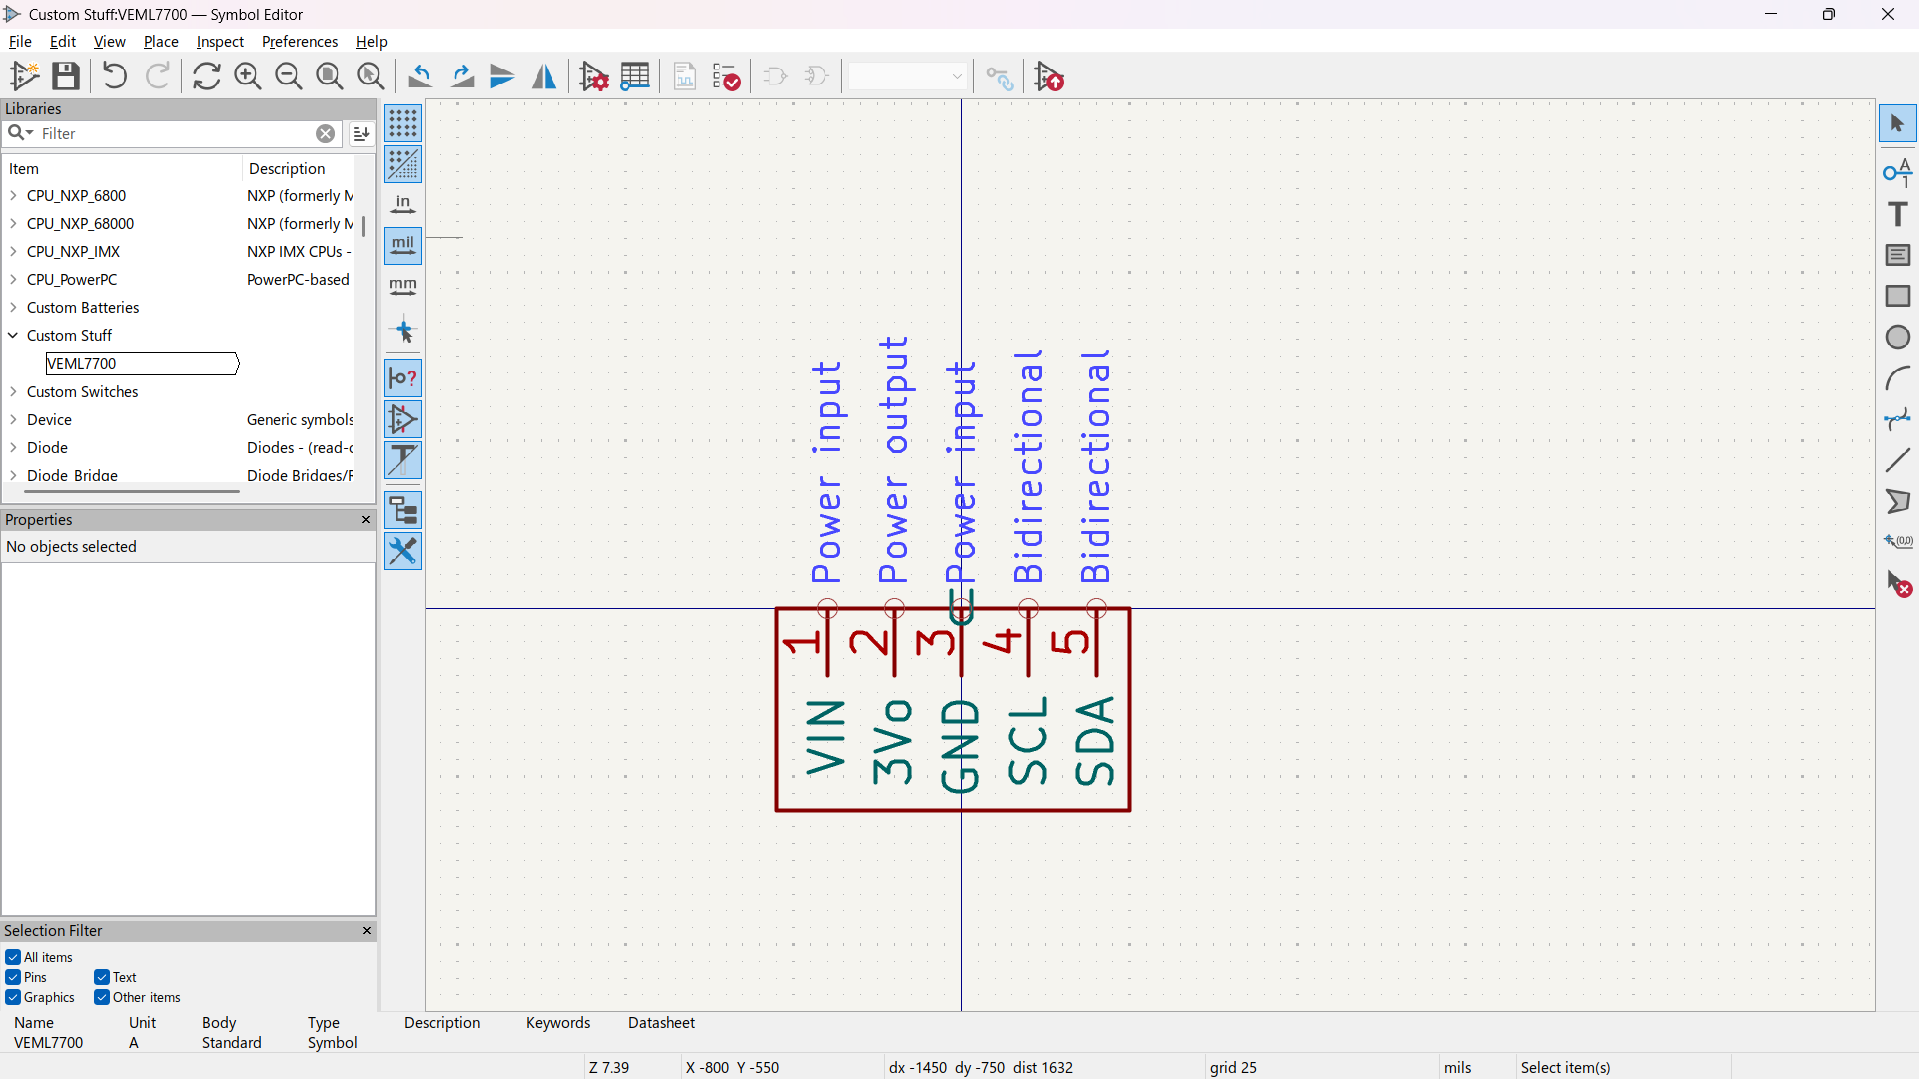 Custom Stuff:VEML7700 — Symbol Editor
File Edit View Place Inspect Preferences Help
Libraries
Filter
Item Description
CPU_NXP_6800 NXP (formerly M
CPU_NXP_68000 NXP (formerly M
CPU_NXP_IMX NXP IMX CPUs -
CPU_PowerPC PowerPC-based
Custom Batteries
Custom Stuff
VEML7700
Custom Switches
Device Generic symbols
Diode Diodes - (read-o
Diode_Bridge Diode Bridges/F
Properties
No objects selected
Selection Filter
All items
Pins Text
Graphics Other items
in
mil
mm
Power input
Power output
Power input
Bidirectional
Bidirectional
U
1 2 3 4 5
VIN
3Vo
GND
SCL
SDA
A
1
T
(0,0)
Name Unit Body Type Description Keywords Datasheet
VEML7700 A Standard Symbol
Z 7.39 X -800 Y -550 dx -1450 dy -750 dist 1632 grid 25 mils Select item(s)